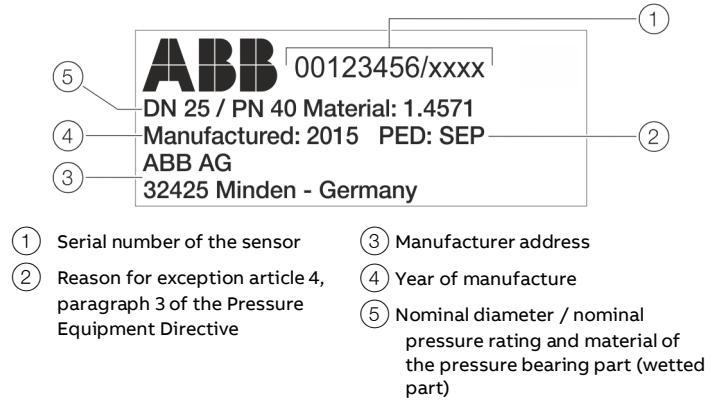 1
ABB 00123456/xxxx
5
DN 25 / PN 40 Material: 1.4571
4
Manufactured: 2015 PED: SEP
2
ABB AG
3
32425 Minden - Germany
1 Serial number of the sensor
2 Reason for exception article 4,
paragraph 3 of the Pressure
Equipment Directive
3 Manufacturer address
4 Year of manufacture
5 Nominal diameter / nominal
pressure rating and material of
the pressure bearing part (wetted
part)